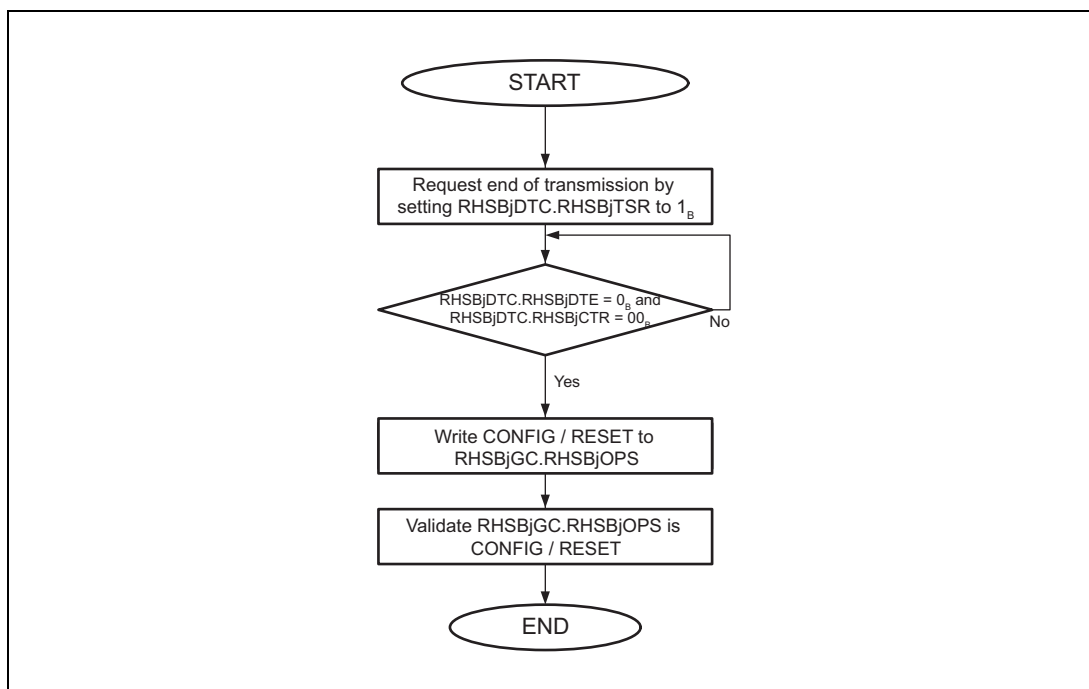 START
Request end of transmission by
setting RHSBjDTC.RHSBjTSR to 1B
RHSBjDTC.RHSBjDTE = 0B and
RHSBjDTC.RHSBjCTR = 00B
No
Yes
Write CONFIG / RESET to
RHSBjGC.RHSBjOPS
Validate RHSBjGC.RHSBjOPS is
CONFIG / RESET
END